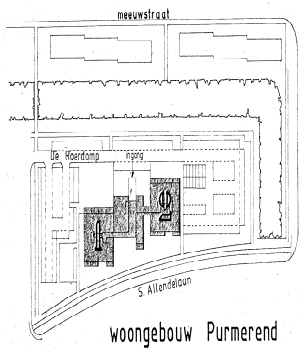 meeuwstraat
De Hoerdomp
ingang
S. Allendelaan
woongebouw Purmerend